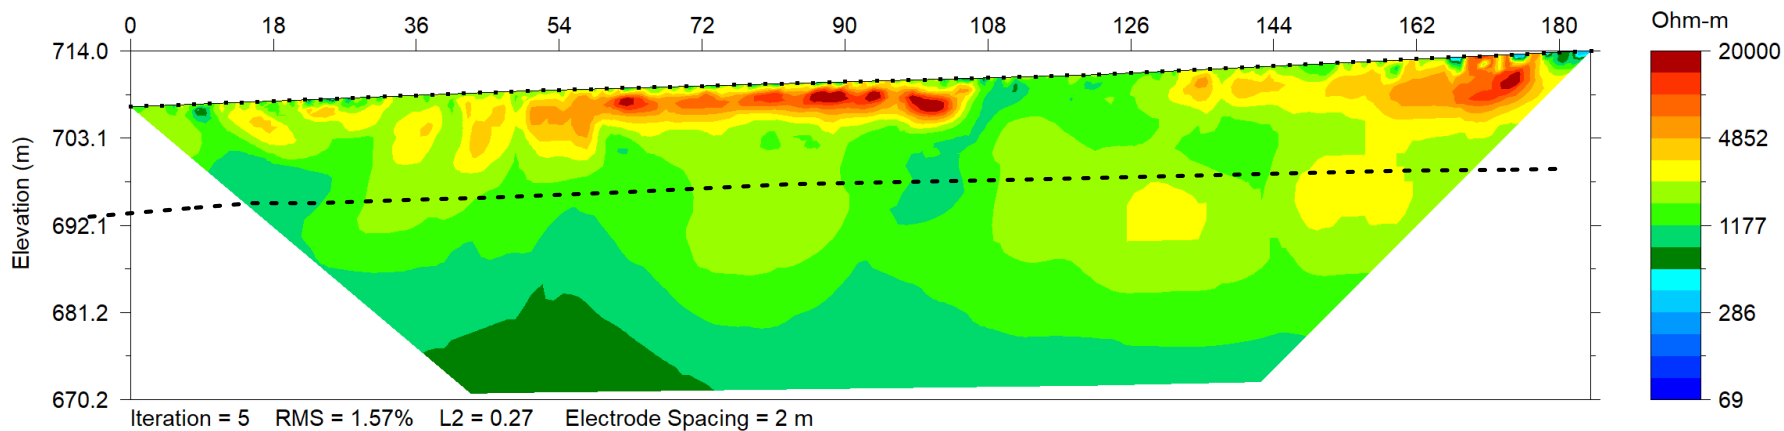 0 18 36 54 72 90 108 126 144 162 180 Ohm-m
714.0 20000
703.1 4852
692.1 1177
681.2 286
670.2 69
Elevation (m)
Iteration = 5 RMS = 1.57% L2 = 0.27 Electrode Spacing = 2 m